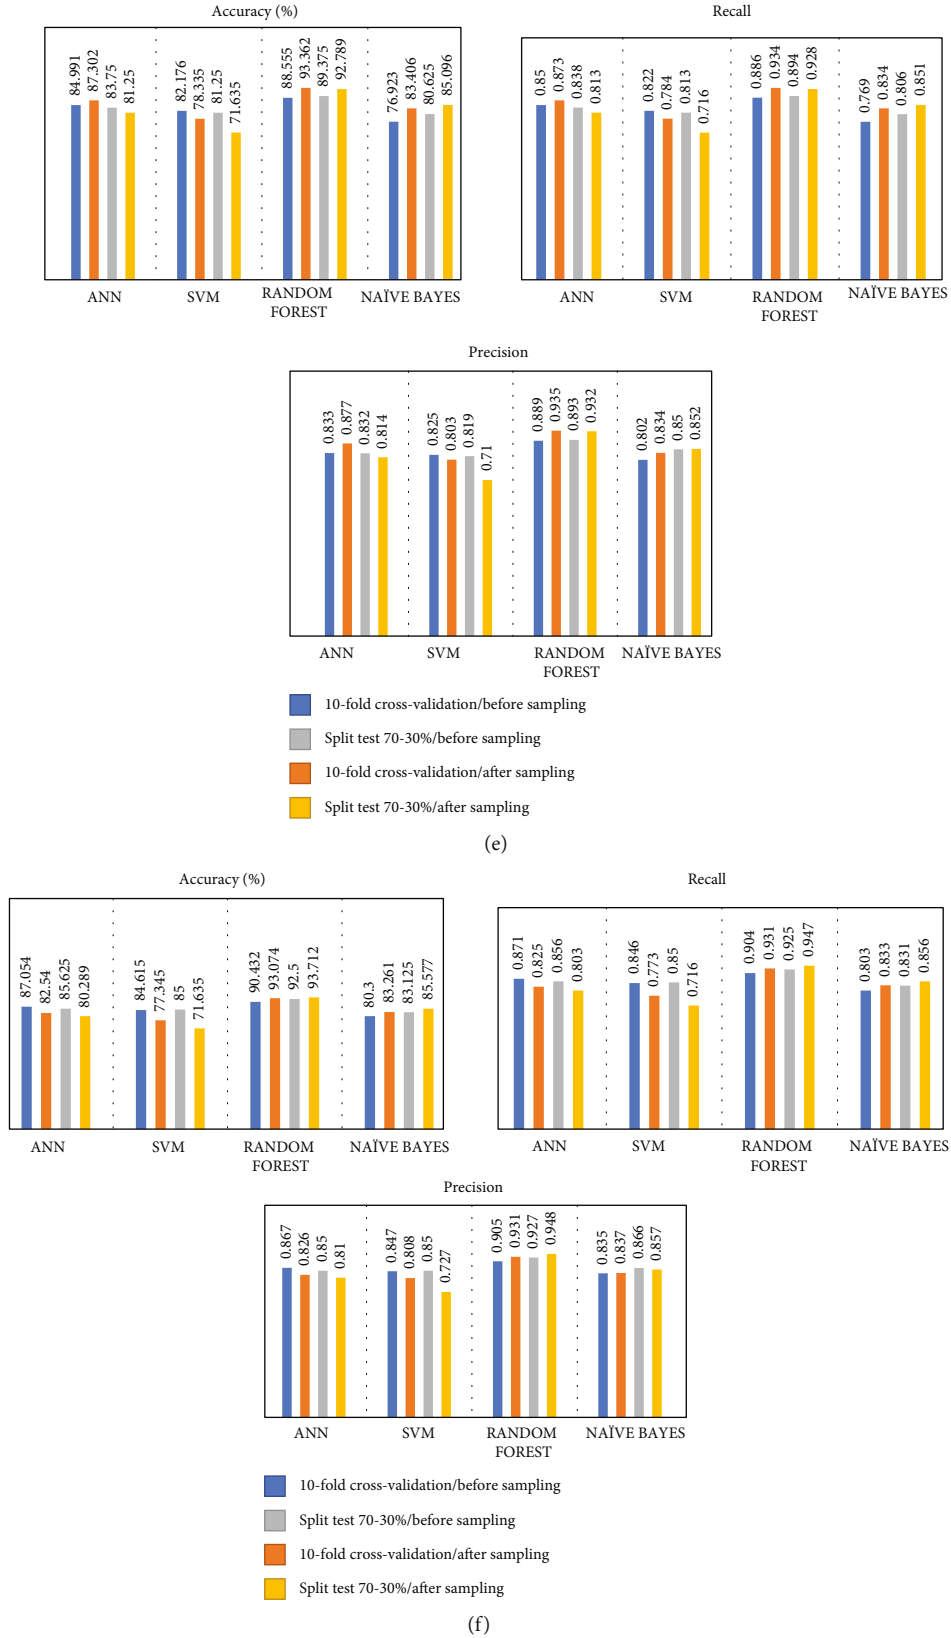 Accuracy (%)
84.991
87.302
83.75
81.25
82.176
78.335
81.25
71.635
88.555
93.362
89.375
92.789
76.923
83.406
80.625
85.096
ANN
SVM
RANDOM
FOREST
NAÏVE BAYES
Recall
0.85
0.873
0.838
0.813
0.822
0.784
0.813
0.716
0.886
0.934
0.894
0.928
0.769
0.834
0.806
0.851
ANN
SVM
RANDOM
FOREST
NAÏVE BAYES
Precision
0.833
0.877
0.832
0.814
0.825
0.803
0.819
0.71
0.889
0.935
0.893
0.932
0.802
0.834
0.85
0.852
ANN
SVM
RANDOM
FOREST
NAÏVE BAYES
10-fold cross-validation/before sampling
Split test 70-30%/before sampling
10-fold cross-validation/after sampling
Split test 70-30%/after sampling
(e)
Accuracy (%)
87.054
82.54
85.625
80.289
84.615
77.345
85
71.635
90.432
93.074
92.5
93.712
80.3
83.261
83.125
85.577
ANN
SVM
RANDOM
FOREST
NAÏVE BAYES
Recall
0.871
0.825
0.856
0.803
0.846
0.773
0.85
0.716
0.904
0.931
0.925
0.947
0.803
0.833
0.831
0.856
ANN
SVM
RANDOM
FOREST
NAÏVE BAYES
Precision
0.867
0.826
0.85
0.81
0.847
0.808
0.85
0.727
0.905
0.931
0.927
0.948
0.835
0.837
0.866
0.857
ANN
SVM
RANDOM
FOREST
NAÏVE BAYES
10-fold cross-validation/before sampling
Split test 70-30%/before sampling
10-fold cross-validation/after sampling
Split test 70-30%/after sampling
(f)